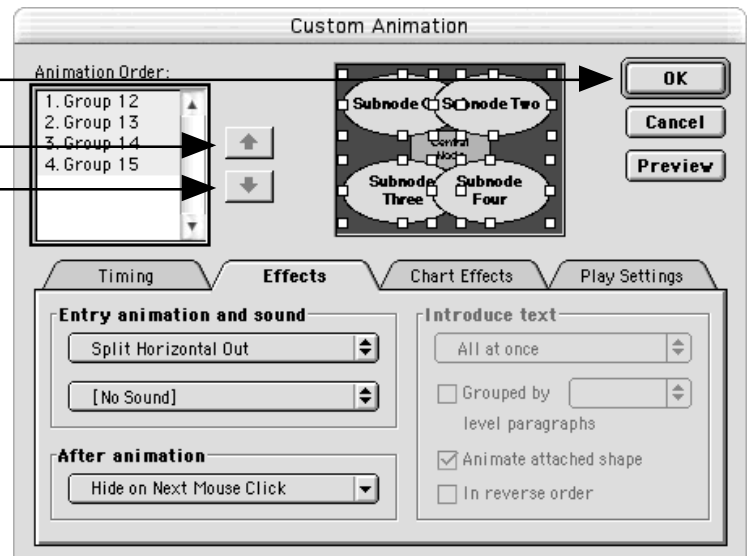 Custom Animation
Animation Order:
1. Group 12
2. Group 13
3. Group 14
4. Group 15
Subnode Subnode Two
Central
Node
Subnode
Three
Subnode
Four
OK
Cancel
Preview
Timing
Effects
Chart Effects
Play Settings
Entry animation and sound
Split Horizontal Out
[No Sound]
After animation
Hide on Next Mouse Click
Introduce text
All at once
Grouped by
level paragraphs
Animate attached shape
In reverse order